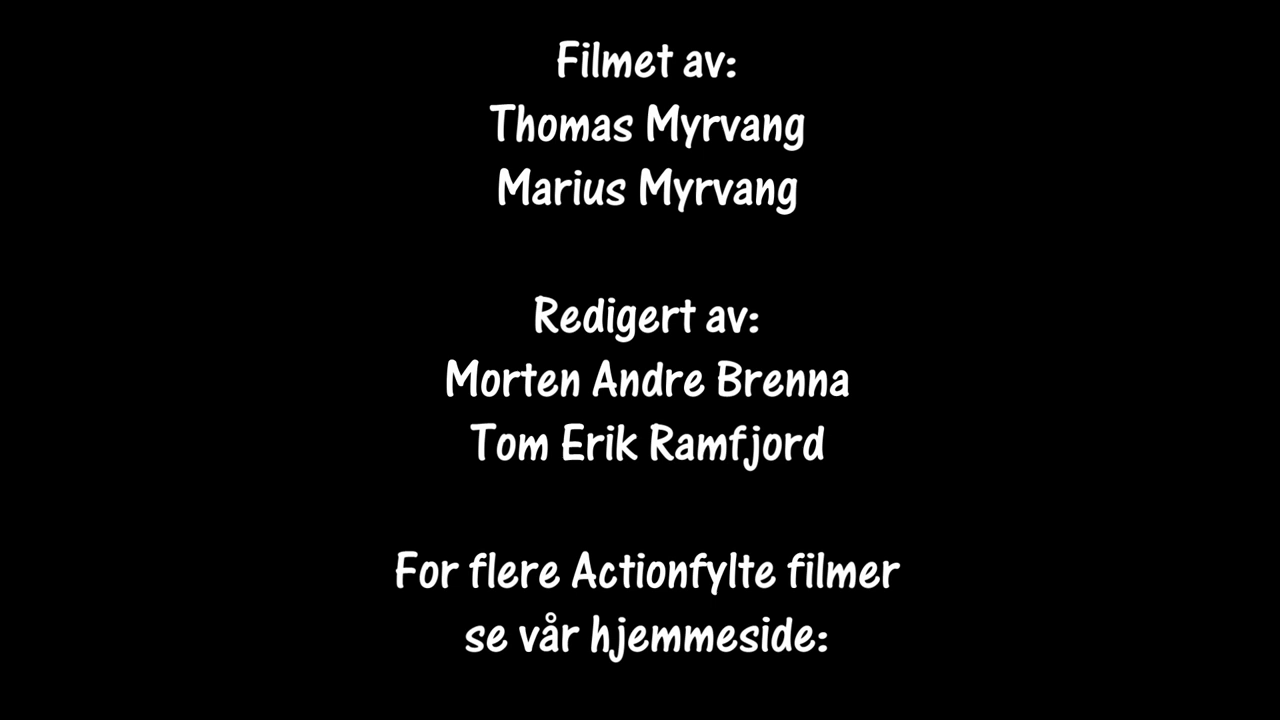 Filmet av:
Thomas Myrvang
Marius Myrvang
Redigert av:
Morten Andre Brenna
Tom Erik Ramfjord
For flere Actionfylte filmer
se vår hjemmeside: